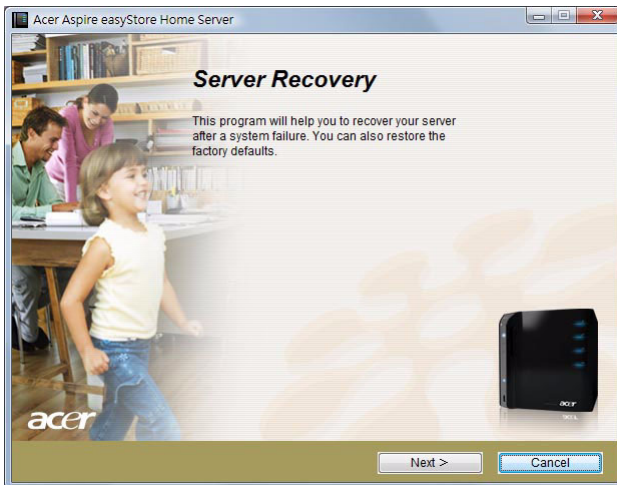 Acer Aspire easyStore Home Server
Server Recovery
This program will help you to recover your server
after a system failure. You can also restore the
factory defaults.
acer
acer
Next >
Cancel